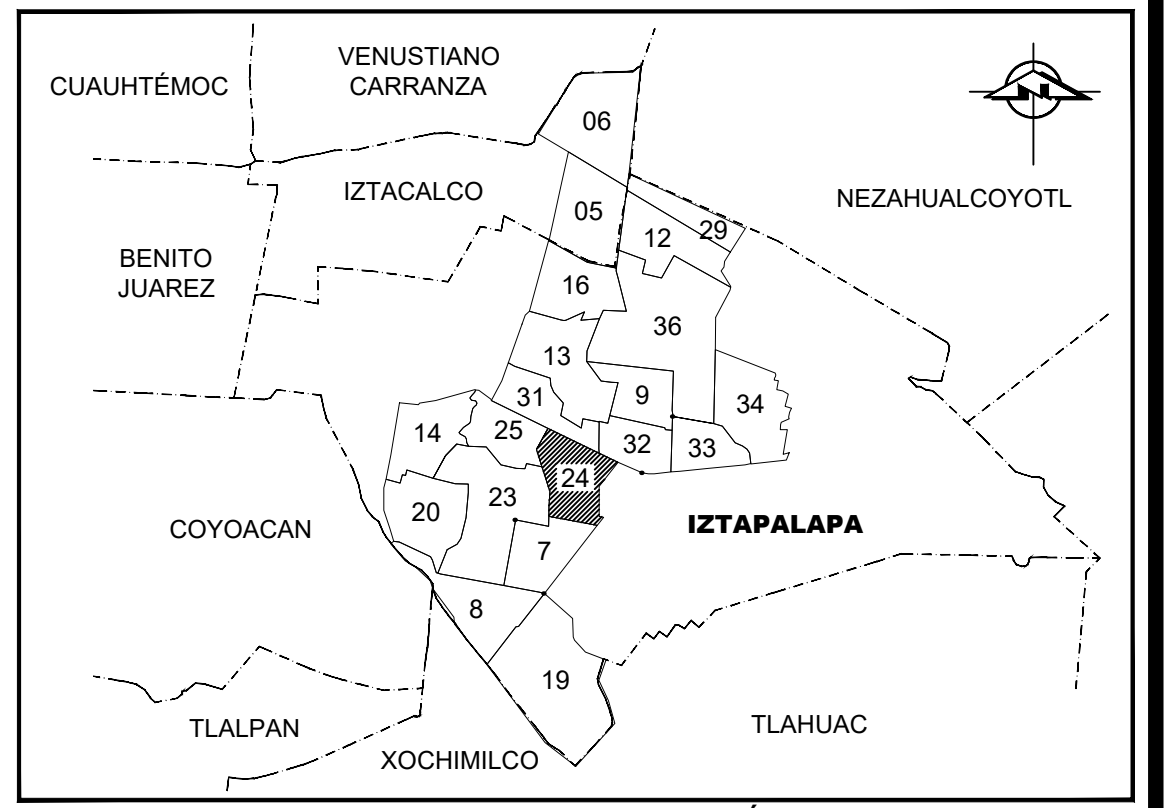 VENUSTIANO
CARRANZA
CUAUHTÉMOC
06
IZTACALCO
NEZAHUALCOYOTL
05
29
12
BENITO
JUAREZ
16
36
13
9
31
34
14
25
32
33
24
23
20
COYOACAN
IZTAPALAPA
7
8
19
TLALPAN
TLAHUAC
XOCHIMILCO